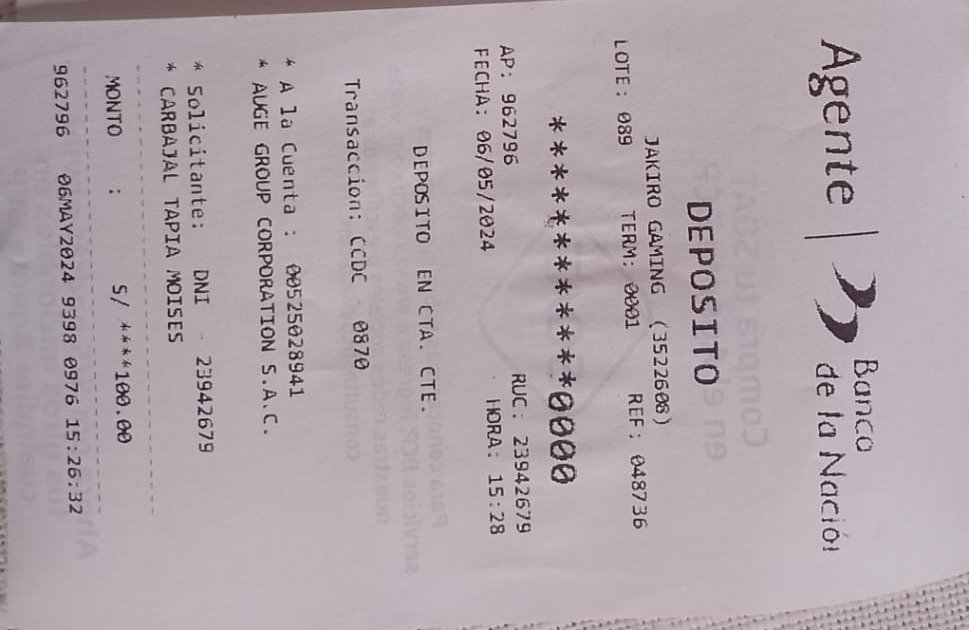 Agente | Banco
de la Nación
DEPOSITO
JAKIRO GAMING (3522608)
LOTE: 089 TERM: 0001 REF: 048736
************0000
AP: 962796 RUC: 23942679
FECHA: 06/05/2024 HORA: 15:28
DEPOSITO EN CTA. CTE.
Transaccion: CCDC 0870
* A la Cuenta : 00525028941
* AUGE GROUP CORPORATION S.A.C.
* Solicitante: DNI - 23942679
* CARBAJAL TAPIA MOISES
MONTO : S/ ****100.00
962796 06MAY2024 9398 0976 15:26:32